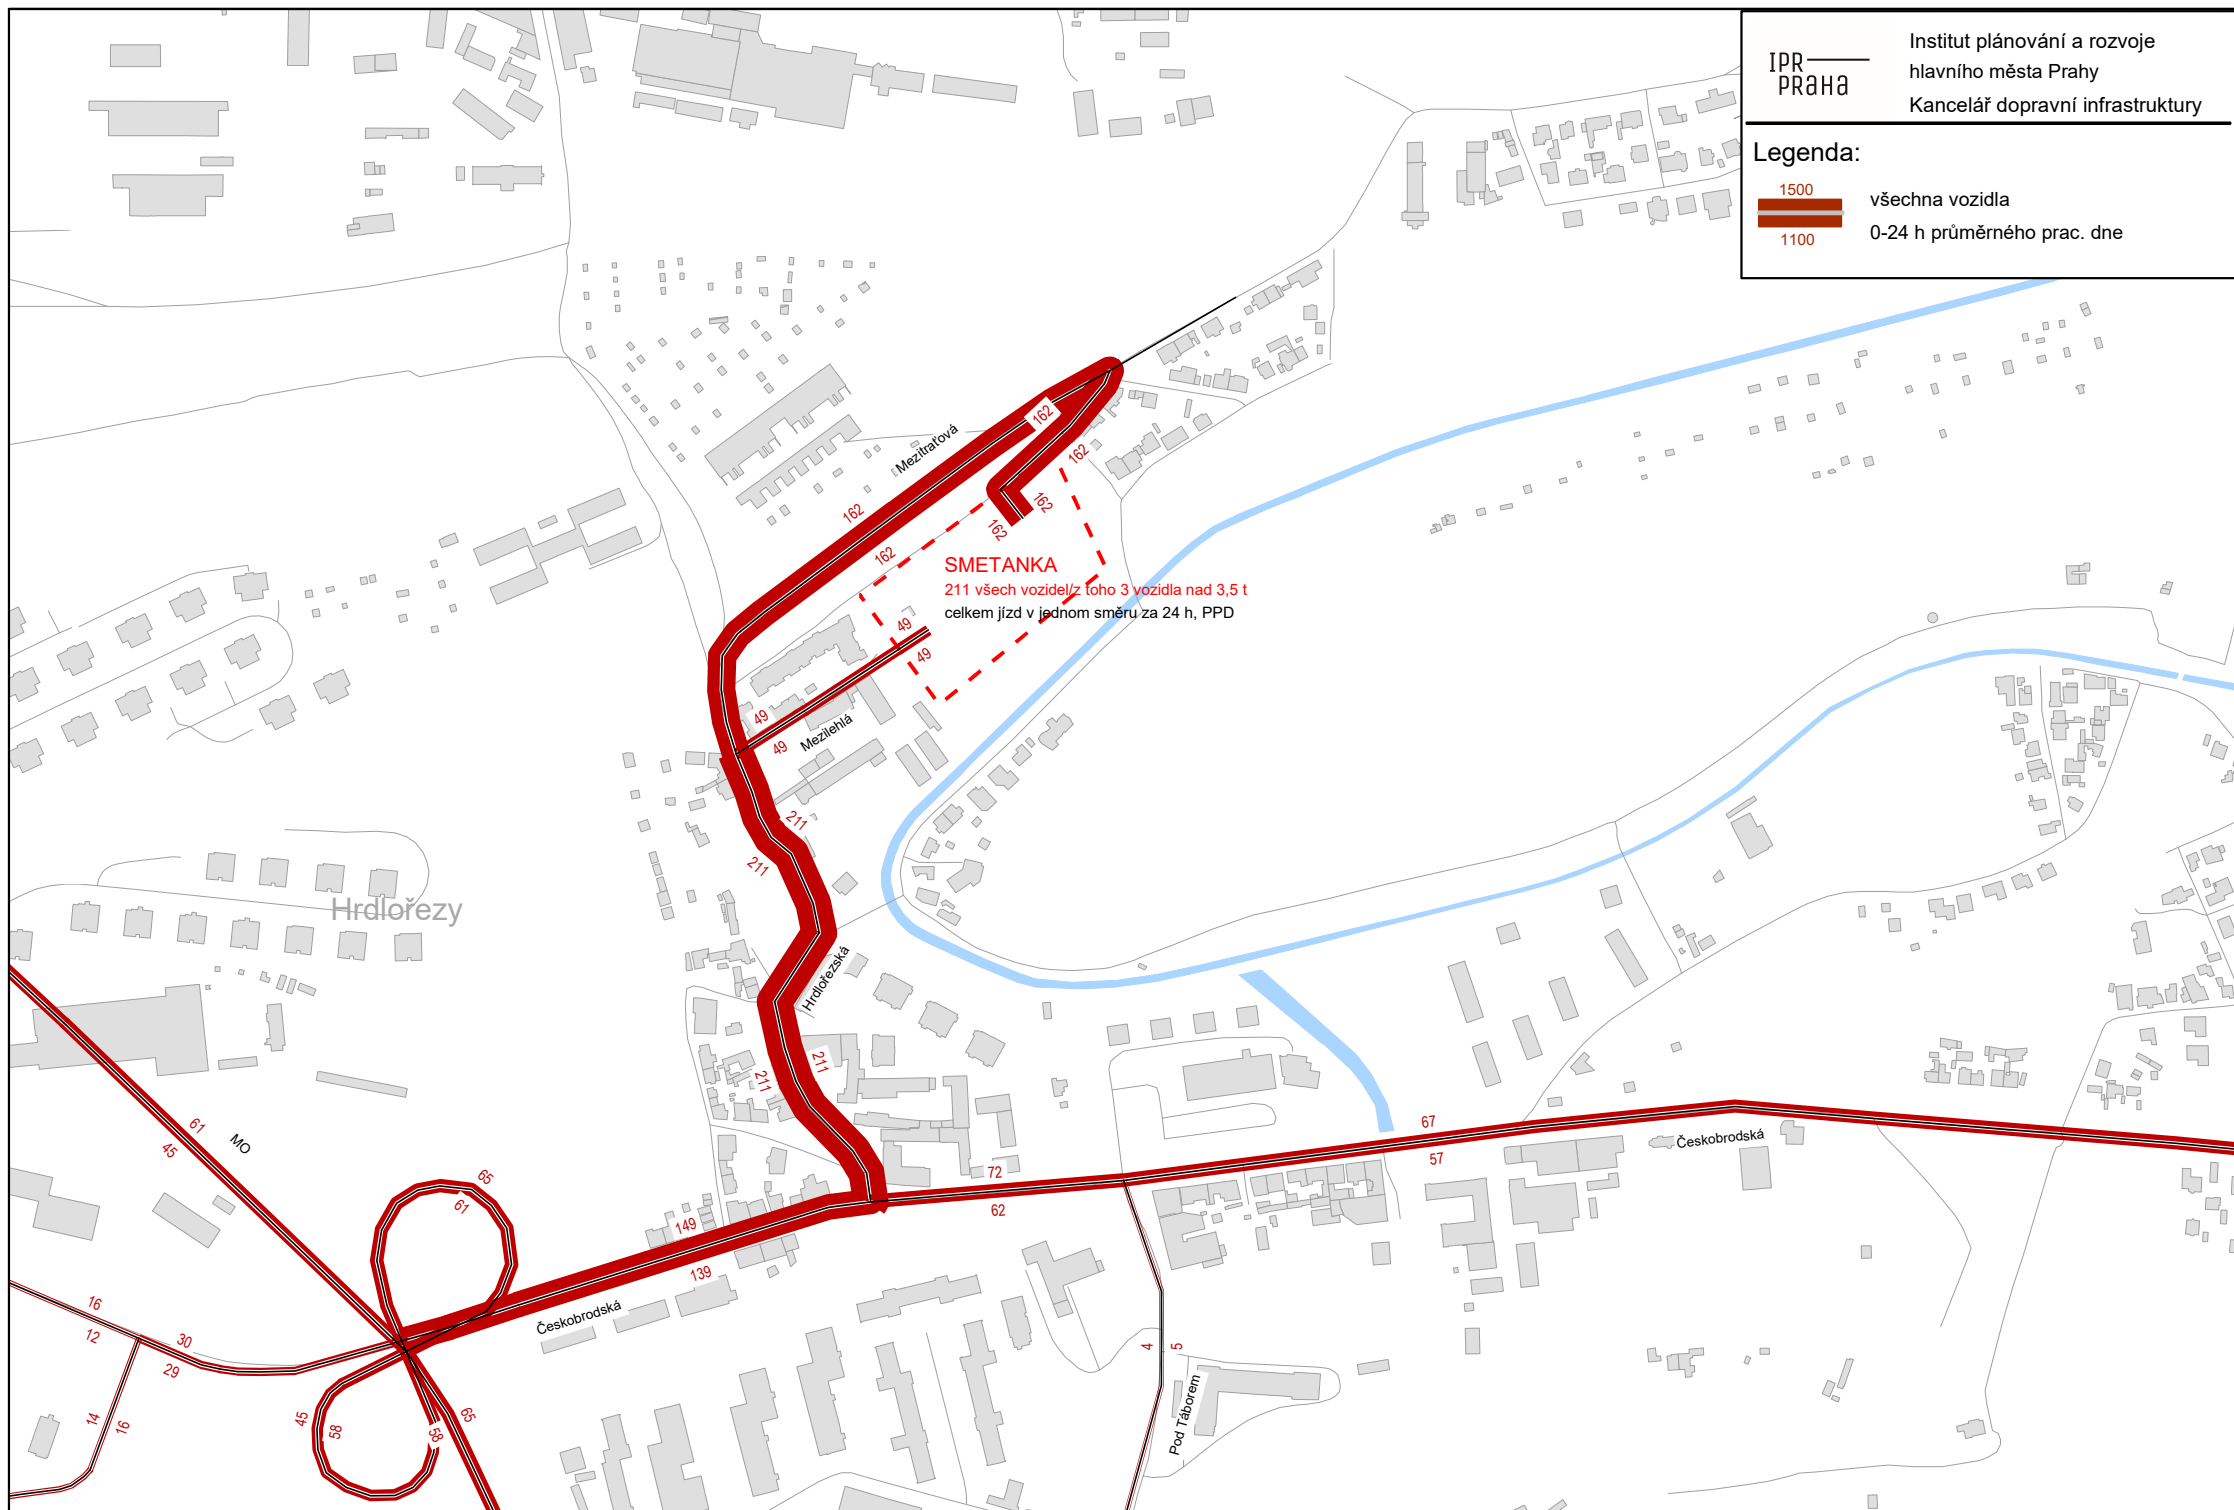 IPR
PRAHA
Institut plánování a rozvoje
hlavního města Prahy
Kancelář dopravní infrastruktury
Legenda:
1500
1100
všechna vozidla
0-24 h průměrného prac. dne
Mezitraťová
162
162
162
162
162
162
SMETANKA
211 všech vozidel/z toho 3 vozidla nad 3,5 t
celkem jízd v jednom směru za 24 h, PPD
49
49
49
49
Mezilehlá
211
211
Hrdlořezy
Hrdlořezská
211
211
61
45
MO
65
61
72
62
67
57
Českobrodská
149
139
Českobrodská
16
12
30
29
14
16
45
58
58
65
4
5
Pod Táborem